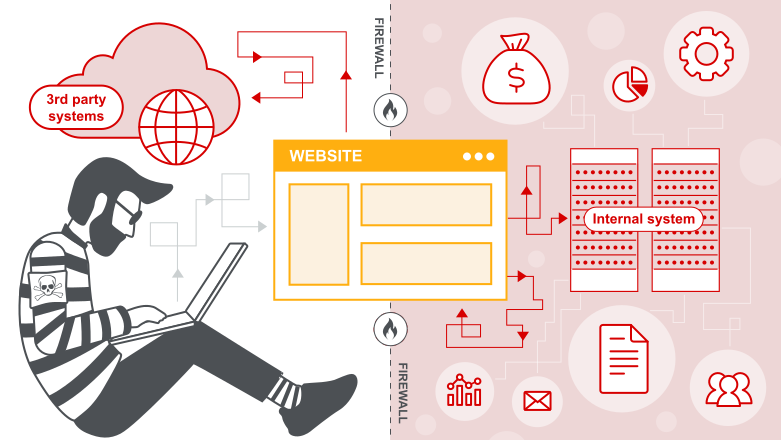 FIREWALL
3rd party
systems
WEBSITE
$
Internal system
FIREWALL